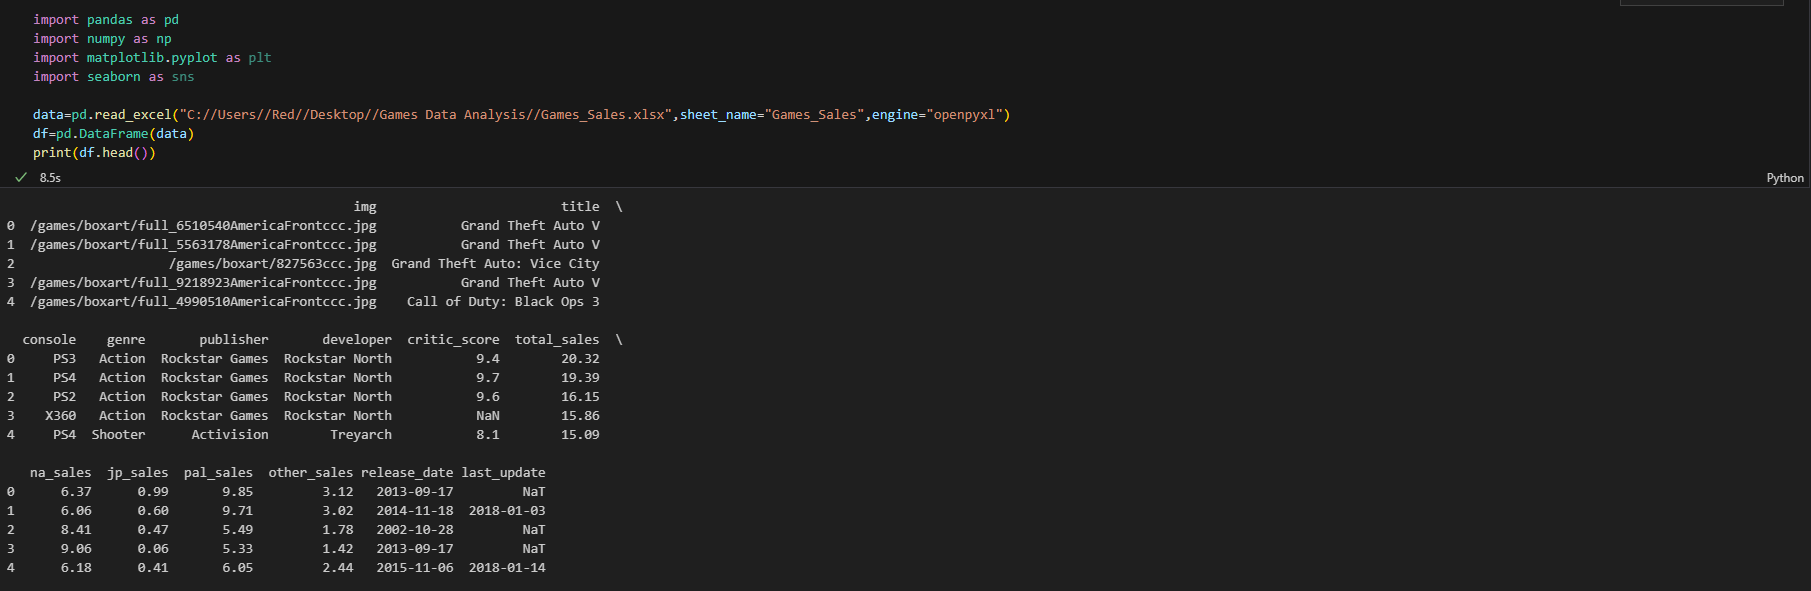 import pandas as pd
import numpy as np
import matplotlib.pyplot as plt
import seaborn as sns
data=pd.read_excel("C://Users//Red//Desktop//Games Data Analysis//Games_Sales.xlsx",sheet_name="Games_Sales",engine="openpyxl")
df=pd.DataFrame(data)
print(df.head())
✓ 8.5s Python
img title \
0 /games/boxart/full_6510540AmericaFrontccc.jpg Grand Theft Auto V
1 /games/boxart/full_5563178AmericaFrontccc.jpg Grand Theft Auto V
2 /games/boxart/827563ccc.jpg Grand Theft Auto: Vice City
3 /games/boxart/full_9218923AmericaFrontccc.jpg Grand Theft Auto V
4 /games/boxart/full_4990510AmericaFrontccc.jpg Call of Duty: Black Ops 3
console genre publisher developer critic_score total_sales \
0 PS3 Action Rockstar Games Rockstar North 9.4 20.32
1 PS4 Action Rockstar Games Rockstar North 9.7 19.39
2 PS2 Action Rockstar Games Rockstar North 9.6 16.15
3 X360 Action Rockstar Games Rockstar North NaN 15.86
4 PS4 Shooter Activision Treyarch 8.1 15.09
na_sales jp_sales pal_sales other_sales release_date last_update
0 6.37 0.99 9.85 3.12 2013-09-17 NaT
1 6.06 0.60 9.71 3.02 2014-11-18 2018-01-03
2 8.41 0.47 5.49 1.78 2002-10-28 NaT
3 9.06 0.06 5.33 1.42 2013-09-17 NaT
4 6.18 0.41 6.05 2.44 2015-11-06 2018-01-14